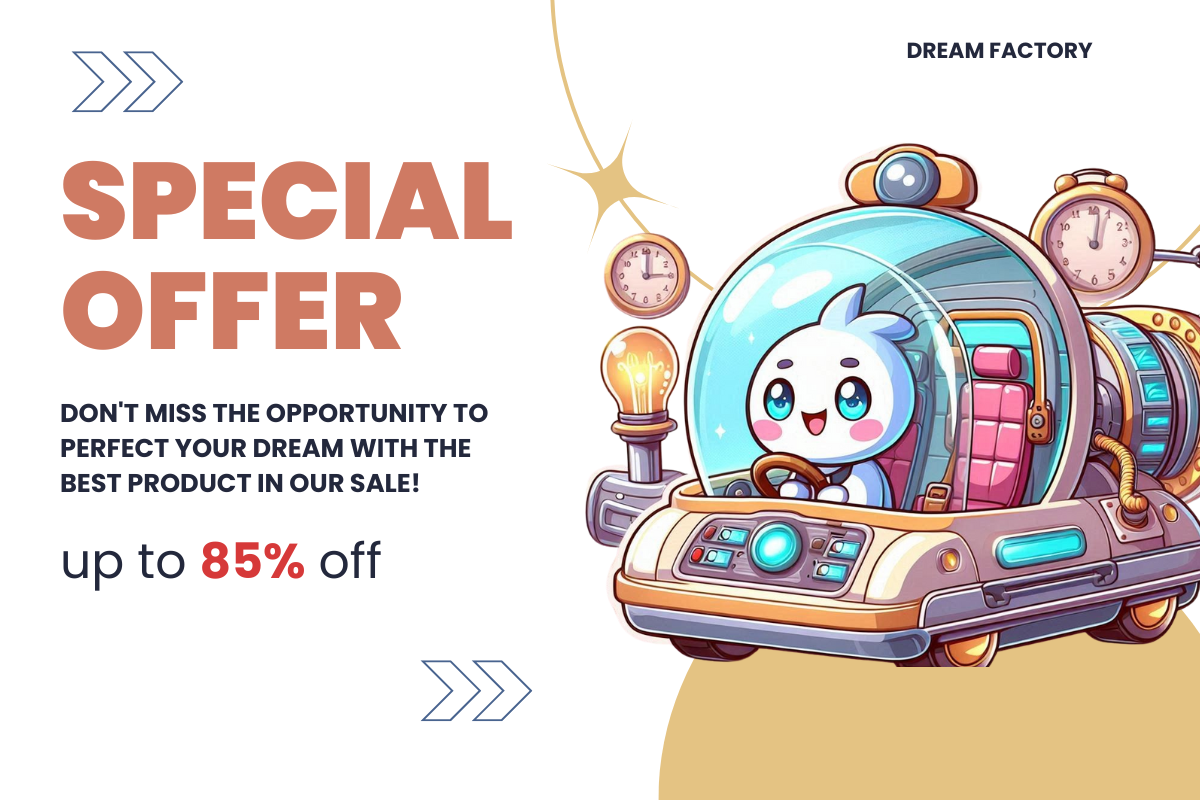 DREAM FACTORY
SPECIAL
OFFER
DON'T MISS THE OPPORTUNITY TO
PERFECT YOUR DREAM WITH THE
BEST PRODUCT IN OUR SALE!
up to 85% off